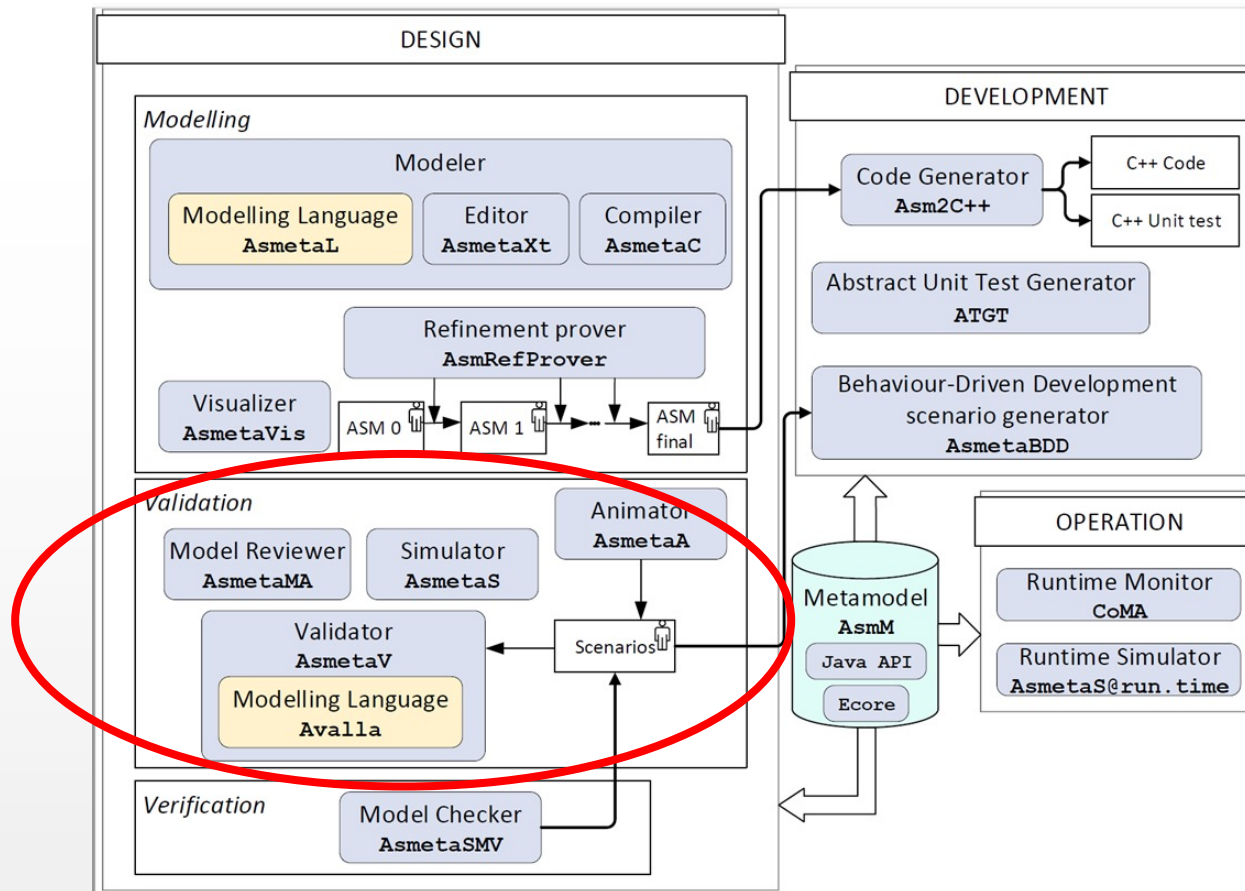 DESIGN
Modelling
Modeler
Modelling Language
AsmetaL
Editor
AsmetaXt
Compiler
AsmetaC
Refinement prover
AsmRefProver
Visualizer
AsmetaVis
ASM 0
ASM 1
...
ASM
final
Validation
Model Reviewer
AsmetaMA
Simulator
AsmetaS
Animator
AsmetaA
Validator
AsmetaV
Modelling Language
Avalla
Scenarios
Verification
Model Checker
AsmetaSMV
DEVELOPMENT
Code Generator
Asm2C++
C++ Code
C++ Unit test
Abstract Unit Test Generator
ATGT
Behaviour-Driven Development
scenario generator
AsmetaBDD
Metamodel
AsmM
Java API
Ecore
OPERATION
Runtime Monitor
CoMA
Runtime Simulator
AsmetaS@run.time